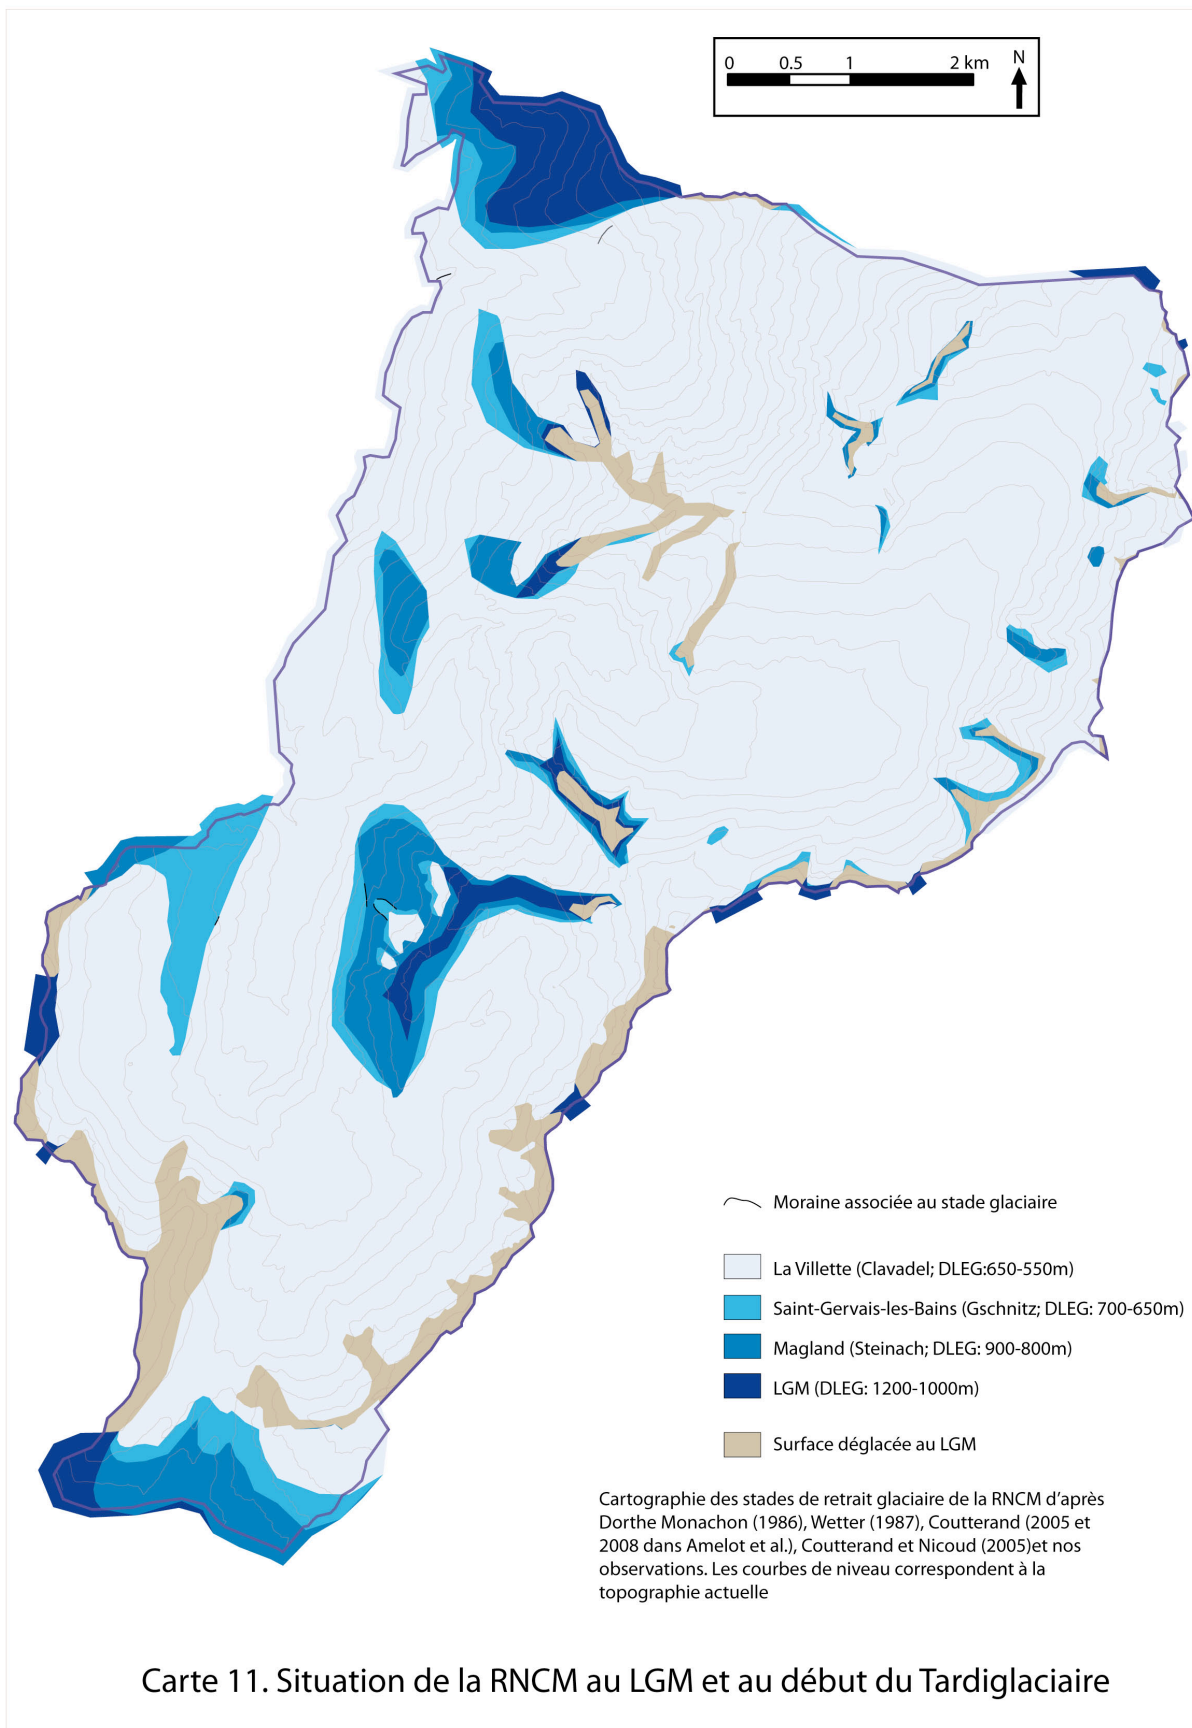 0 0.5 1 2 km N
Moraine associée au stade glaciaire
La Villette (Clavadel; DLEG:650-550m)
Saint-Gervais-les-Bains (Gschnitz; DLEG: 700-650m)
Magland (Steinach; DLEG: 900-800m)
LGM (DLEG: 1200-1000m)
Surface déglacée au LGM
Cartographie des stades de retrait glaciaire de la RNCM d’après
Dorthe Monachon (1986), Wetter (1987), Coutterand (2005 et
2008 dans Amelot et al.), Coutterand et Nicoud (2005)et nos
observations. Les courbes de niveau correspondent à la
topographie actuelle
Carte 11. Situation de la RNCM au LGM et au début du Tardiglaciaire